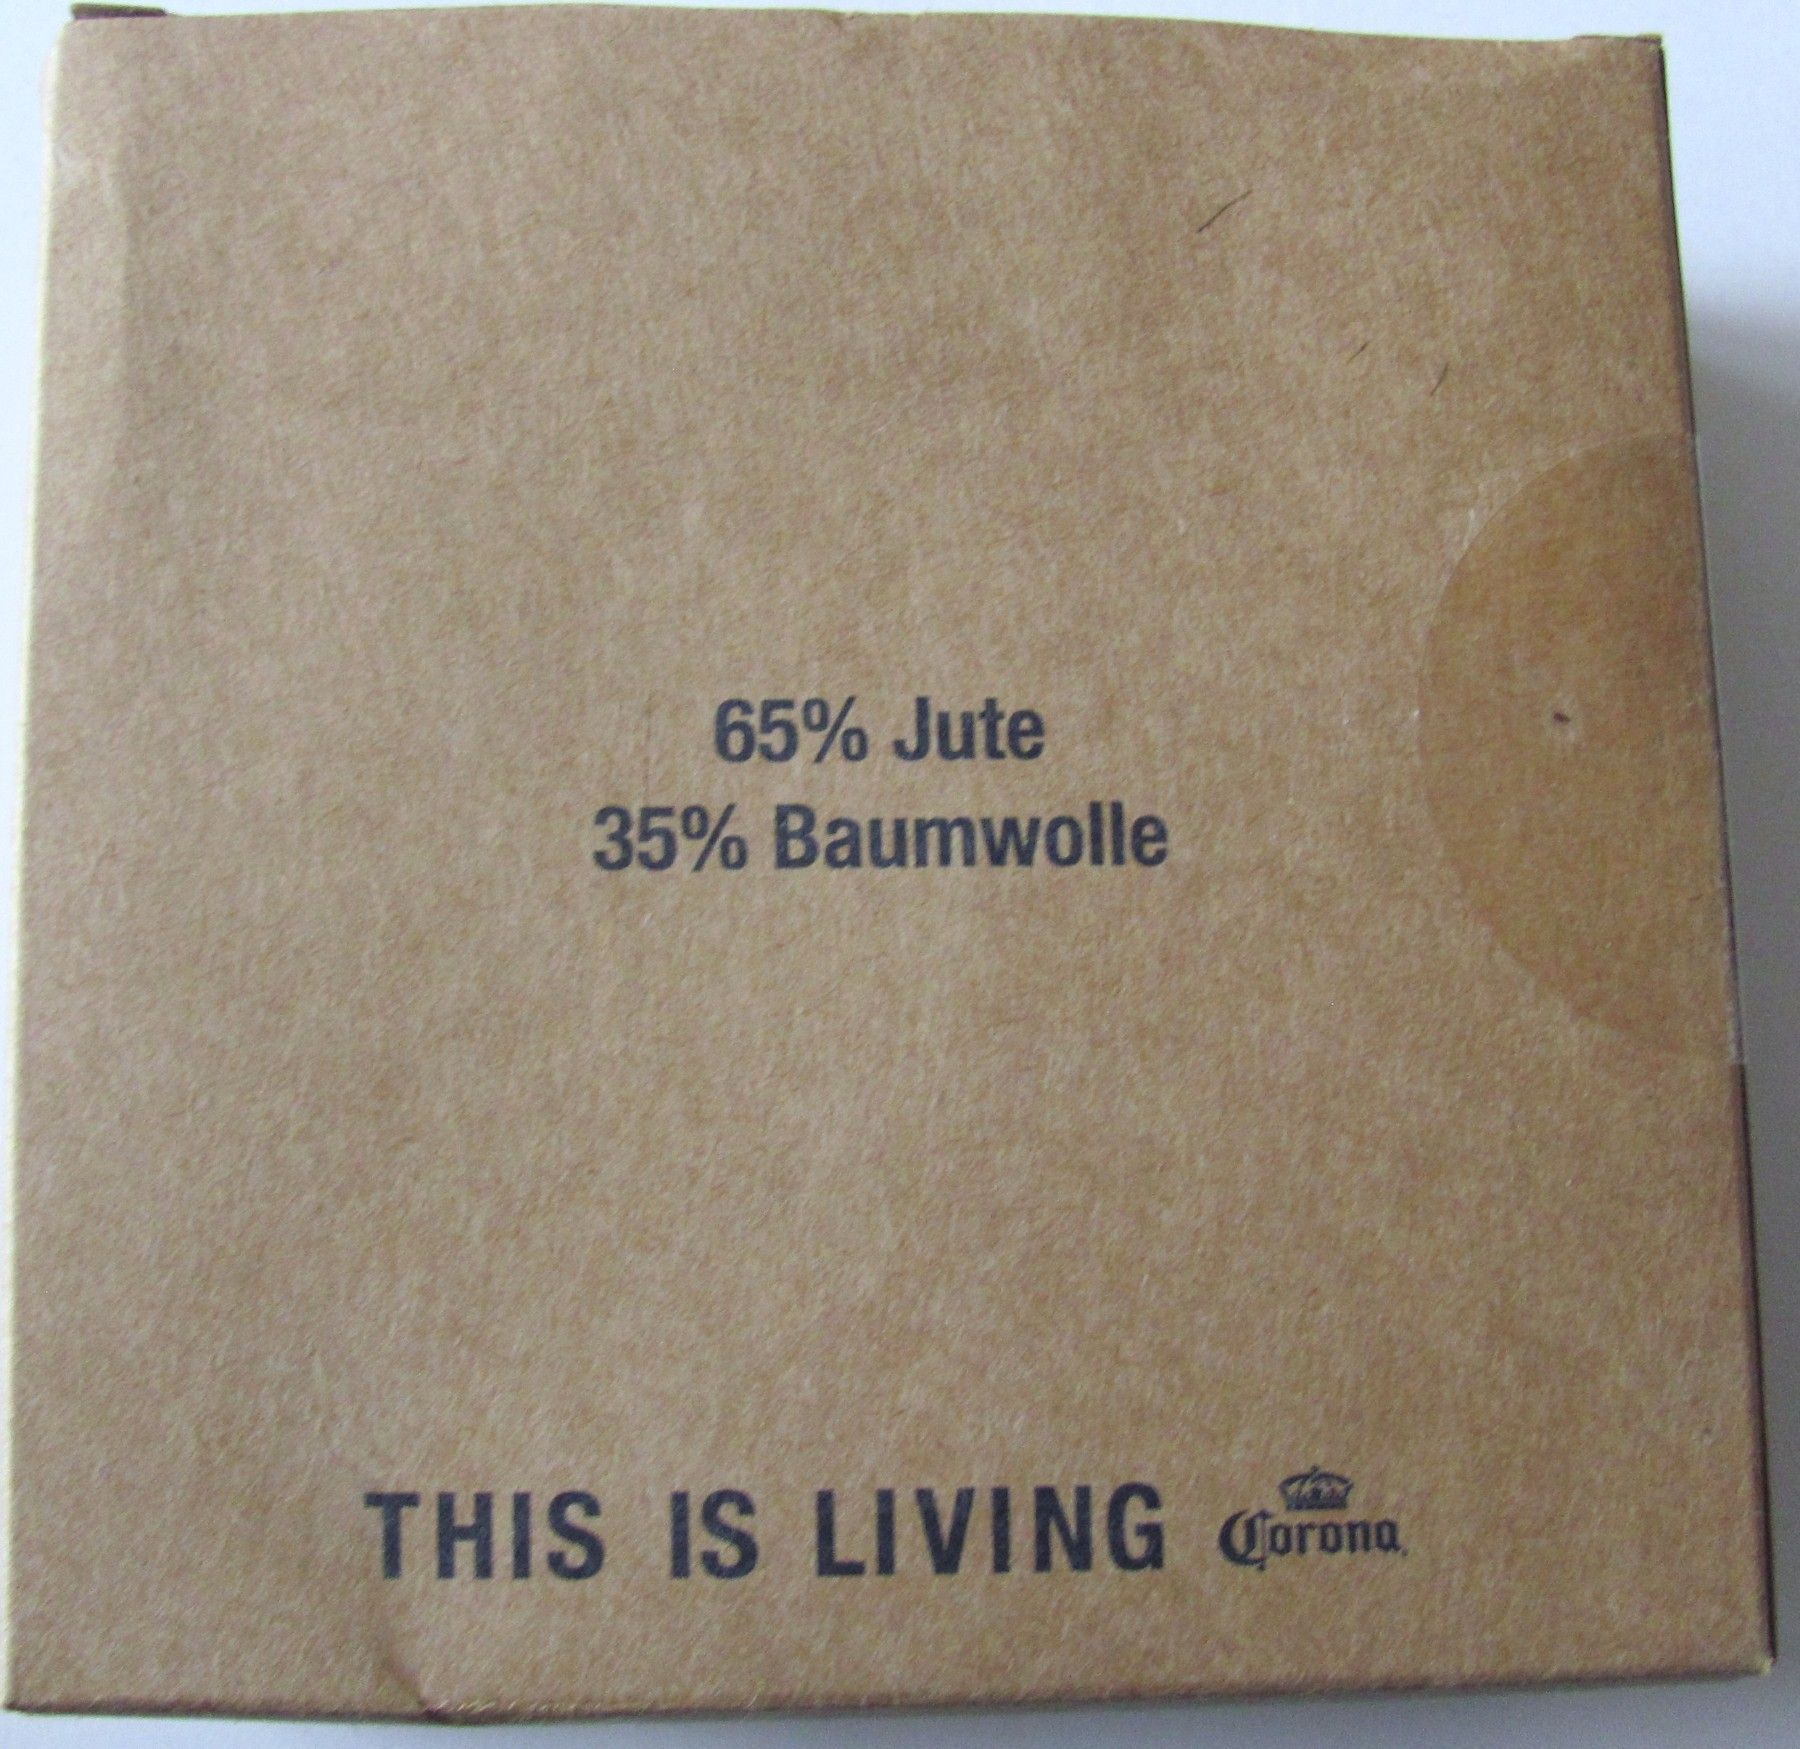 65% Jute
35% Baumwolle
THIS IS LIVING Corona